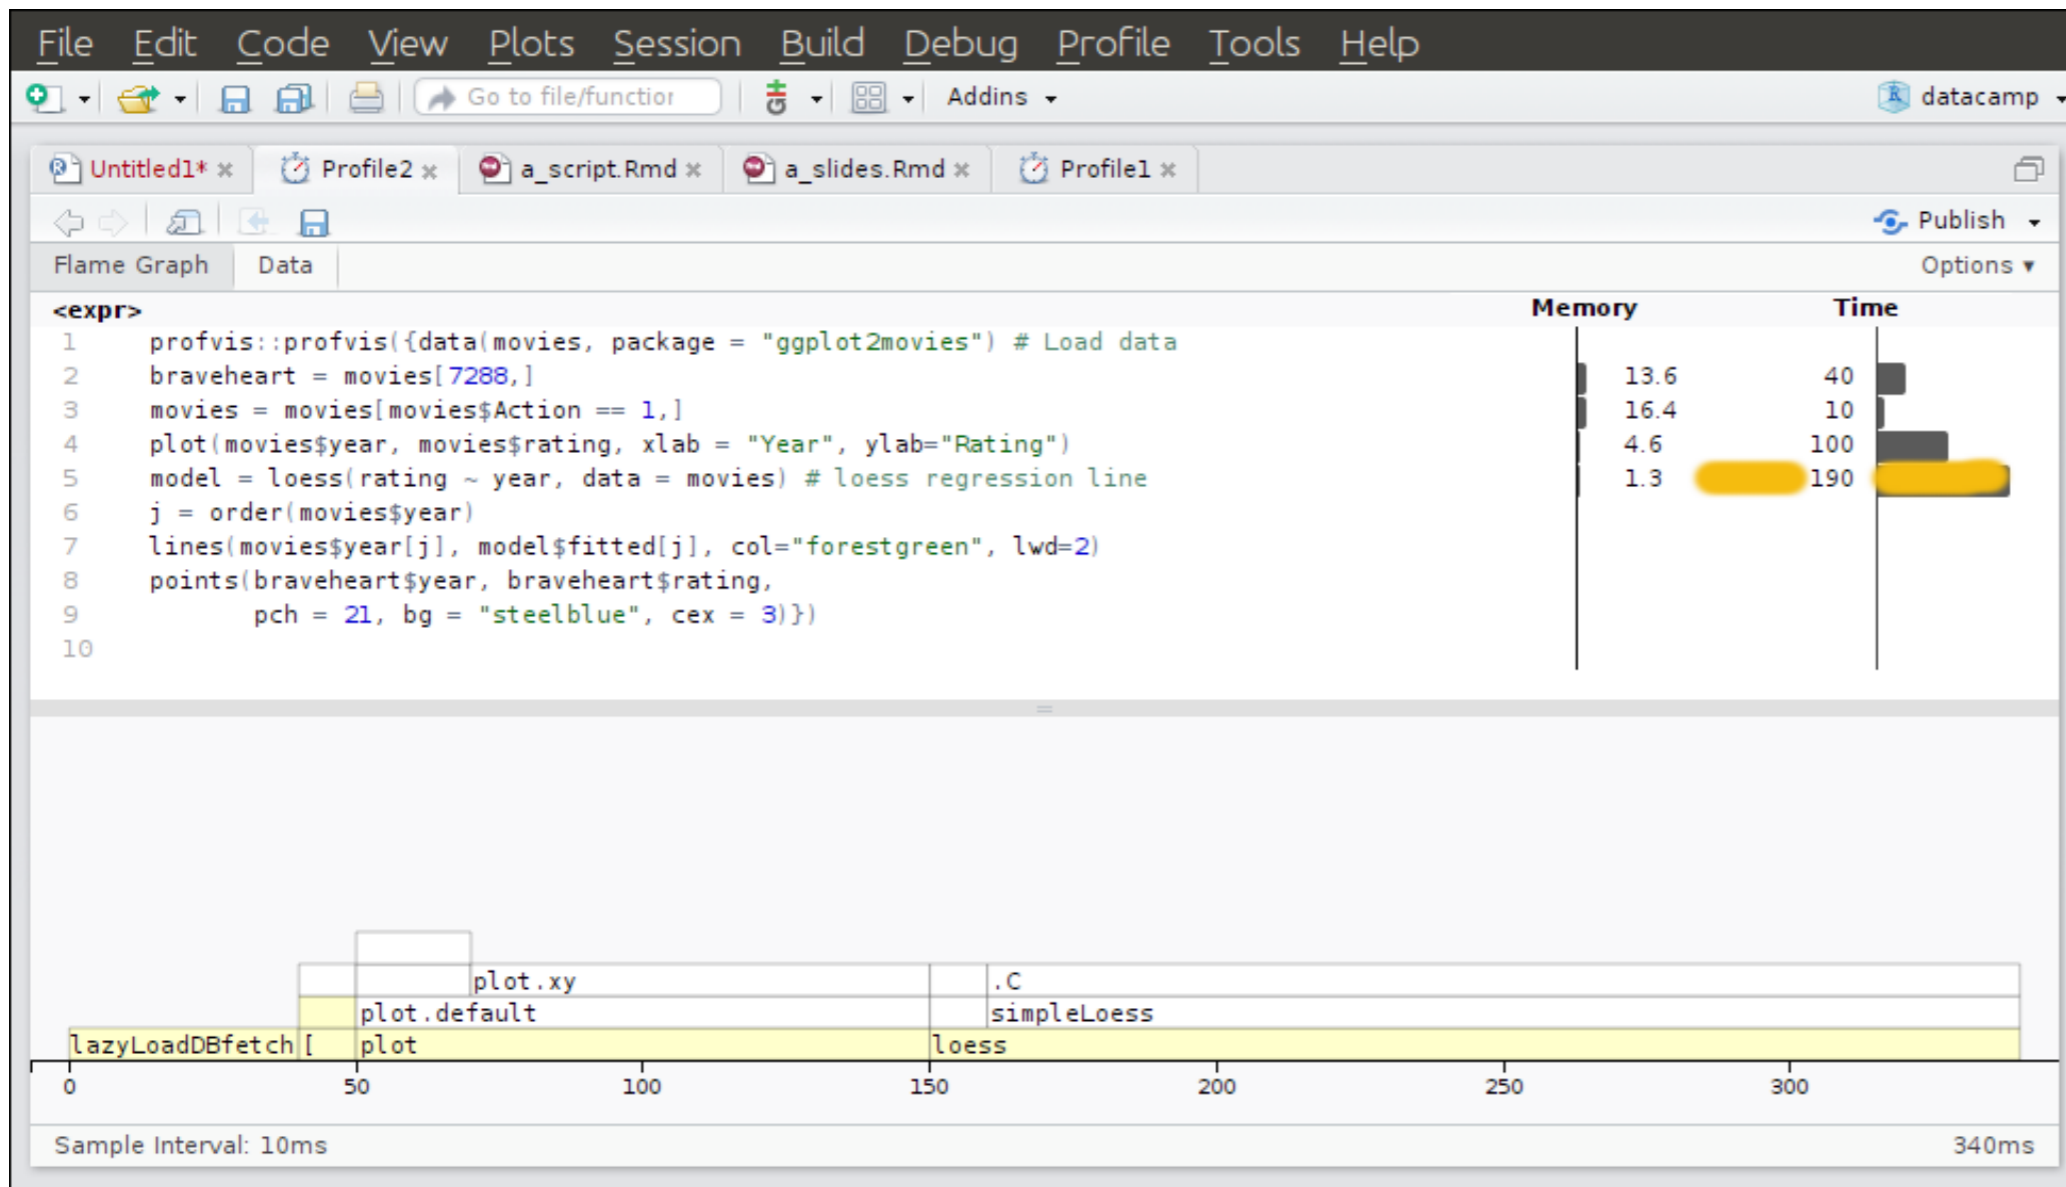 File Edit Code View Plots Session Build Debug Profile Tools Help
Go to file/function Addins datacamp
Untitled1* Profile2 a_script.Rmd a_slides.Rmd Profile1
Publish
Flame Graph Data Options
<expr> Memory Time
1 profvis::profvis({data(movies, package = "ggplot2movies") # Load data
2 braveheart = movies[7288,] 13.6 40
3 movies = movies[movies$Action == 1,] 16.4 10
4 plot(movies$year, movies$rating, xlab = "Year", ylab="Rating") 4.6 100
5 model = loess(rating ~ year, data = movies) # loess regression line 1.3 190
6 j = order(movies$year)
7 lines(movies$year[j], model$fitted[j], col="forestgreen", lwd=2)
8 points(braveheart$year, braveheart$rating,
9 pch = 21, bg = "steelblue", cex = 3)})
10
plot.xy .C
plot.default simpleLoess
lazyLoadDBfetch [ plot loess
0 50 100 150 200 250 300
Sample Interval: 10ms 340ms